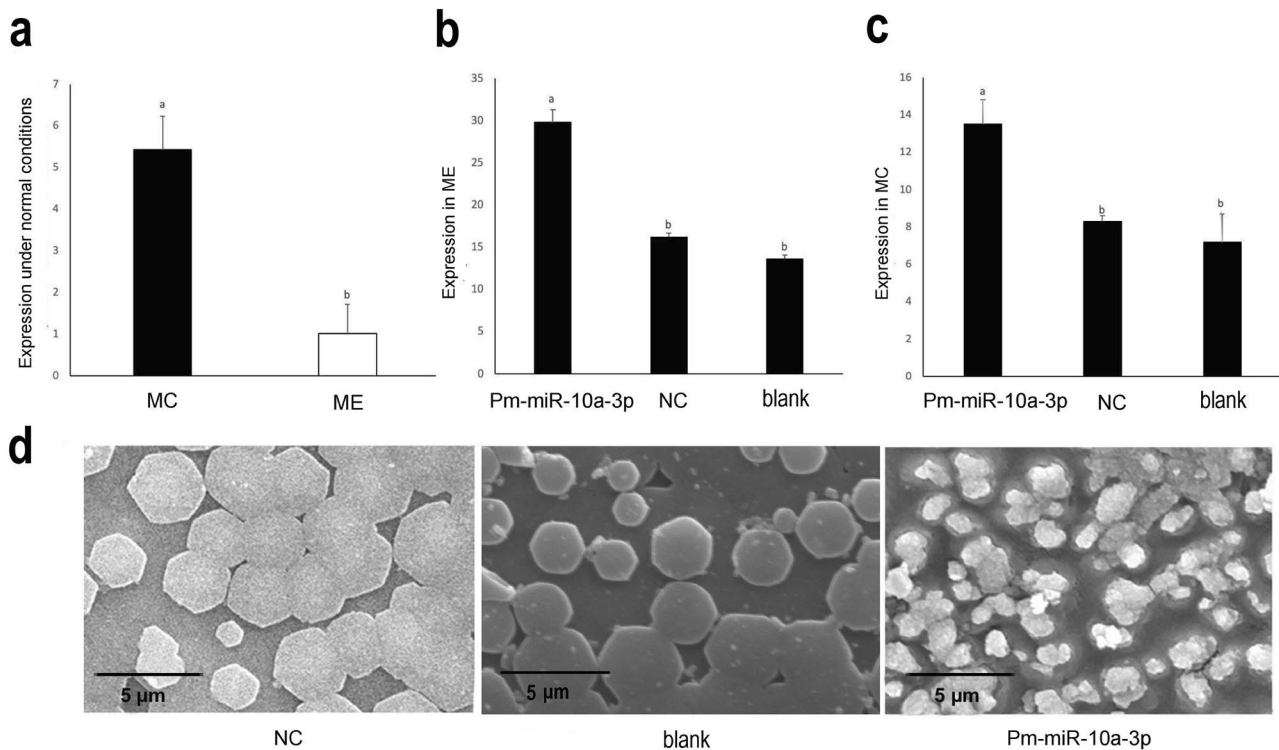 a
Expression under normal conditions
7
6
5
4
3
2
1
0
a
b
MC
ME
b
Expression in ME
35
30
25
20
15
10
5
0
a
b
b
Pm-miR-10a-3p
NC
blank
c
Expression in MC
16
14
12
10
8
6
4
2
0
a
b
b
Pm-miR-10a-3p
NC
blank
d
5 μm
NC
5 μm
blank
5 μm
Pm-miR-10a-3p